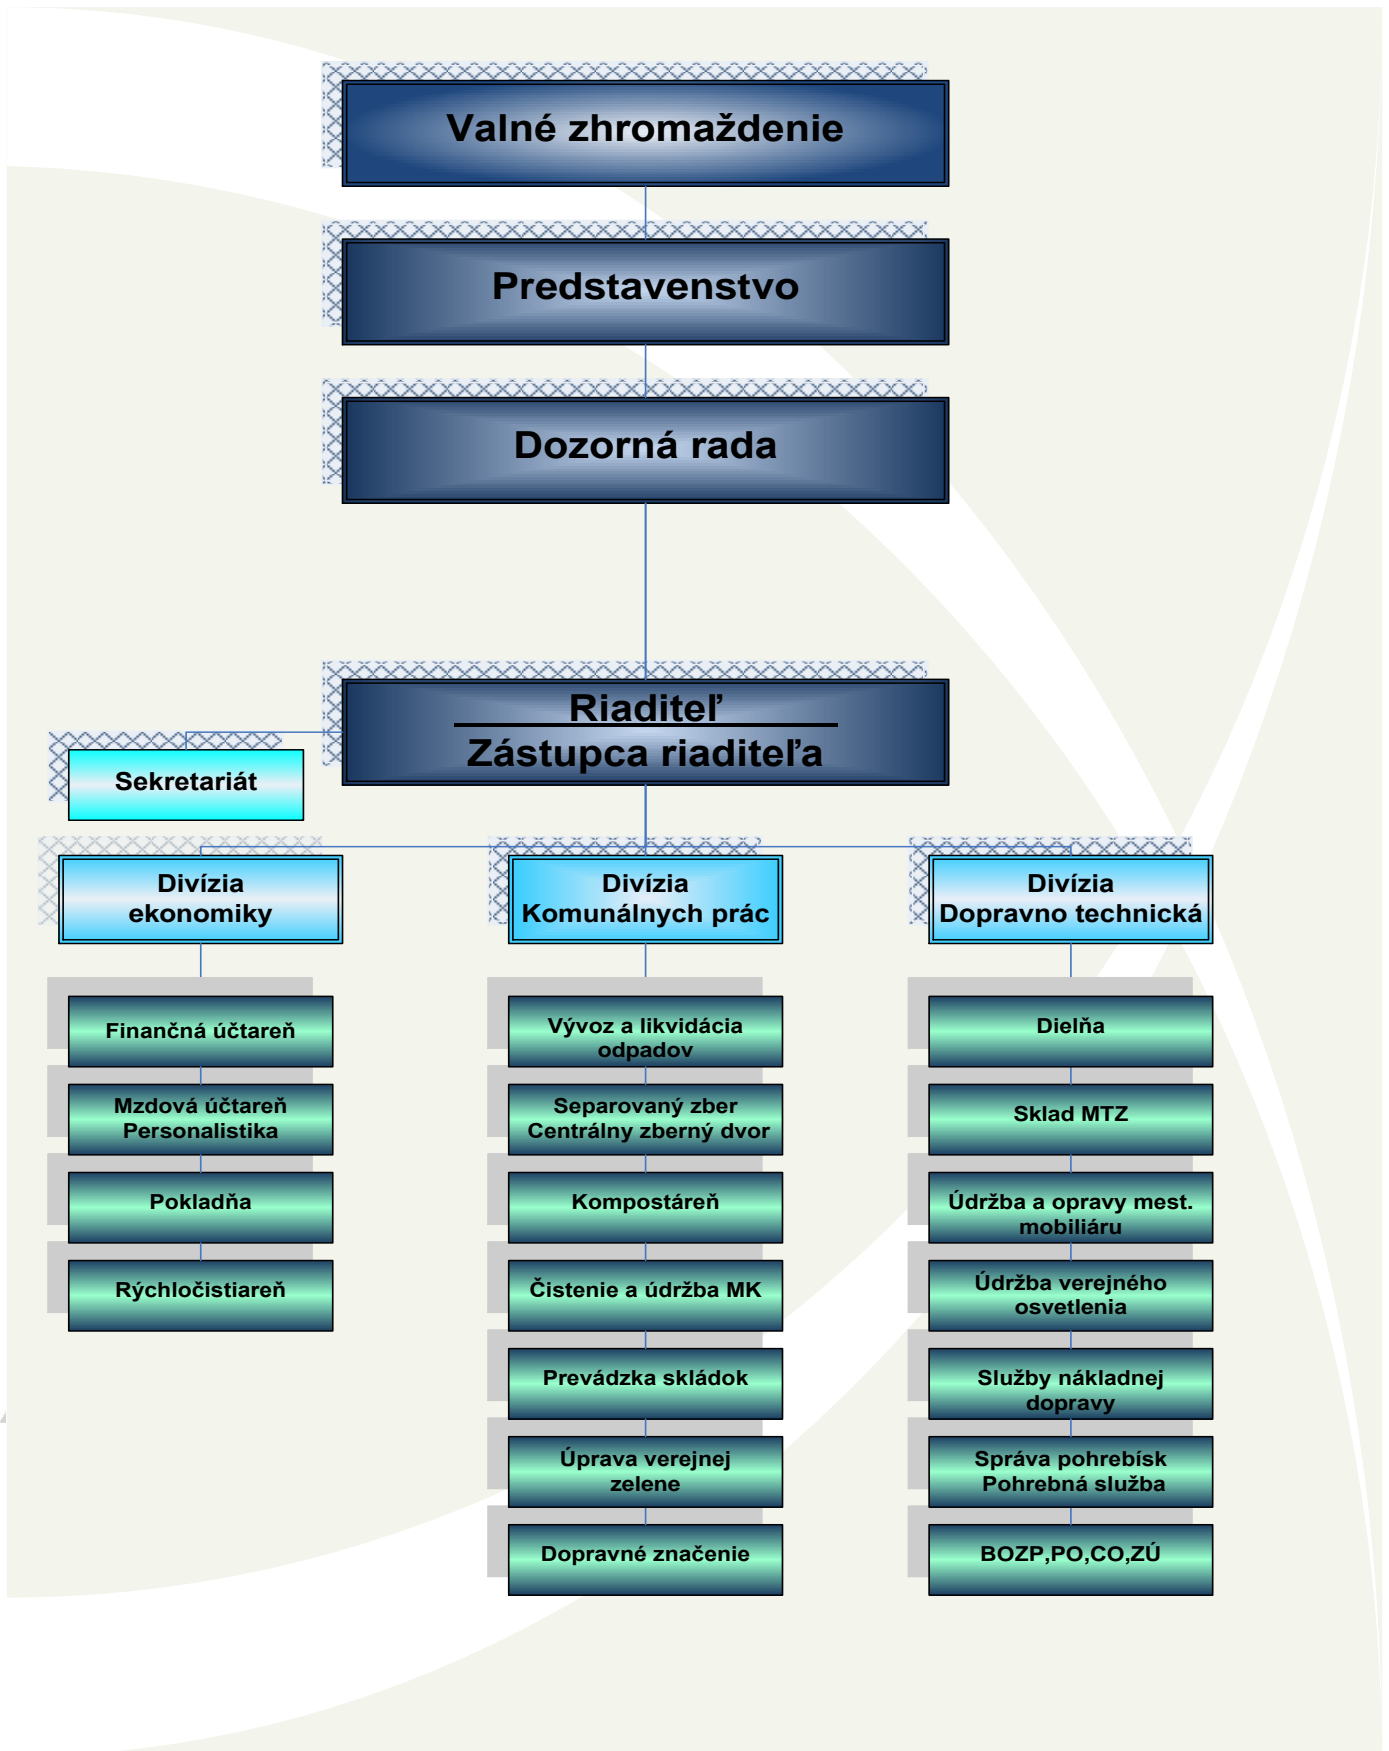 Valné zhromaždenie
Predstavenstvo
Dozorná rada
Riaditeľ
Zástupca riaditeľa
Sekretariát
Divízia
ekonomiky
Finančná účtareň
Mzdová účtareň
Personalistika
Pokladňa
Rýchločistiareň
Divízia
Komunálnych prác
Vývoz a likvidácia
odpadov
Separovaný zber
Centrálny zberný dvor
Kompostáreň
Čistenie a údržba MK
Prevádzka skládok
Úprava verejnej
zelene
Dopravné značenie
Divízia
Dopravno technická
Dielňa
Sklad MTZ
Údržba a opravy mest.
mobiliáru
Údržba verejného
osvetlenia
Služby nákladnej
dopravy
Správa pohrebísk
Pohrebná služba
BOZP,PO,CO,ZÚ